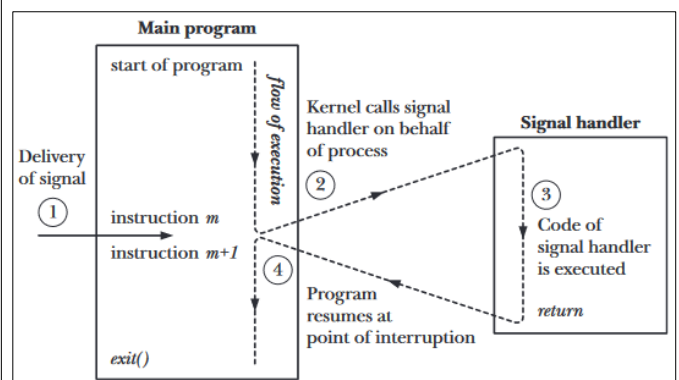 Main program
start of program
flow of execution
Kernel calls signal
handler on behalf
of process
2
Signal handler
Delivery
of signal
1
instruction m
instruction m+1
3
Code of
signal handler
is executed
return
4
Program
resumes at
point of interruption
exit()